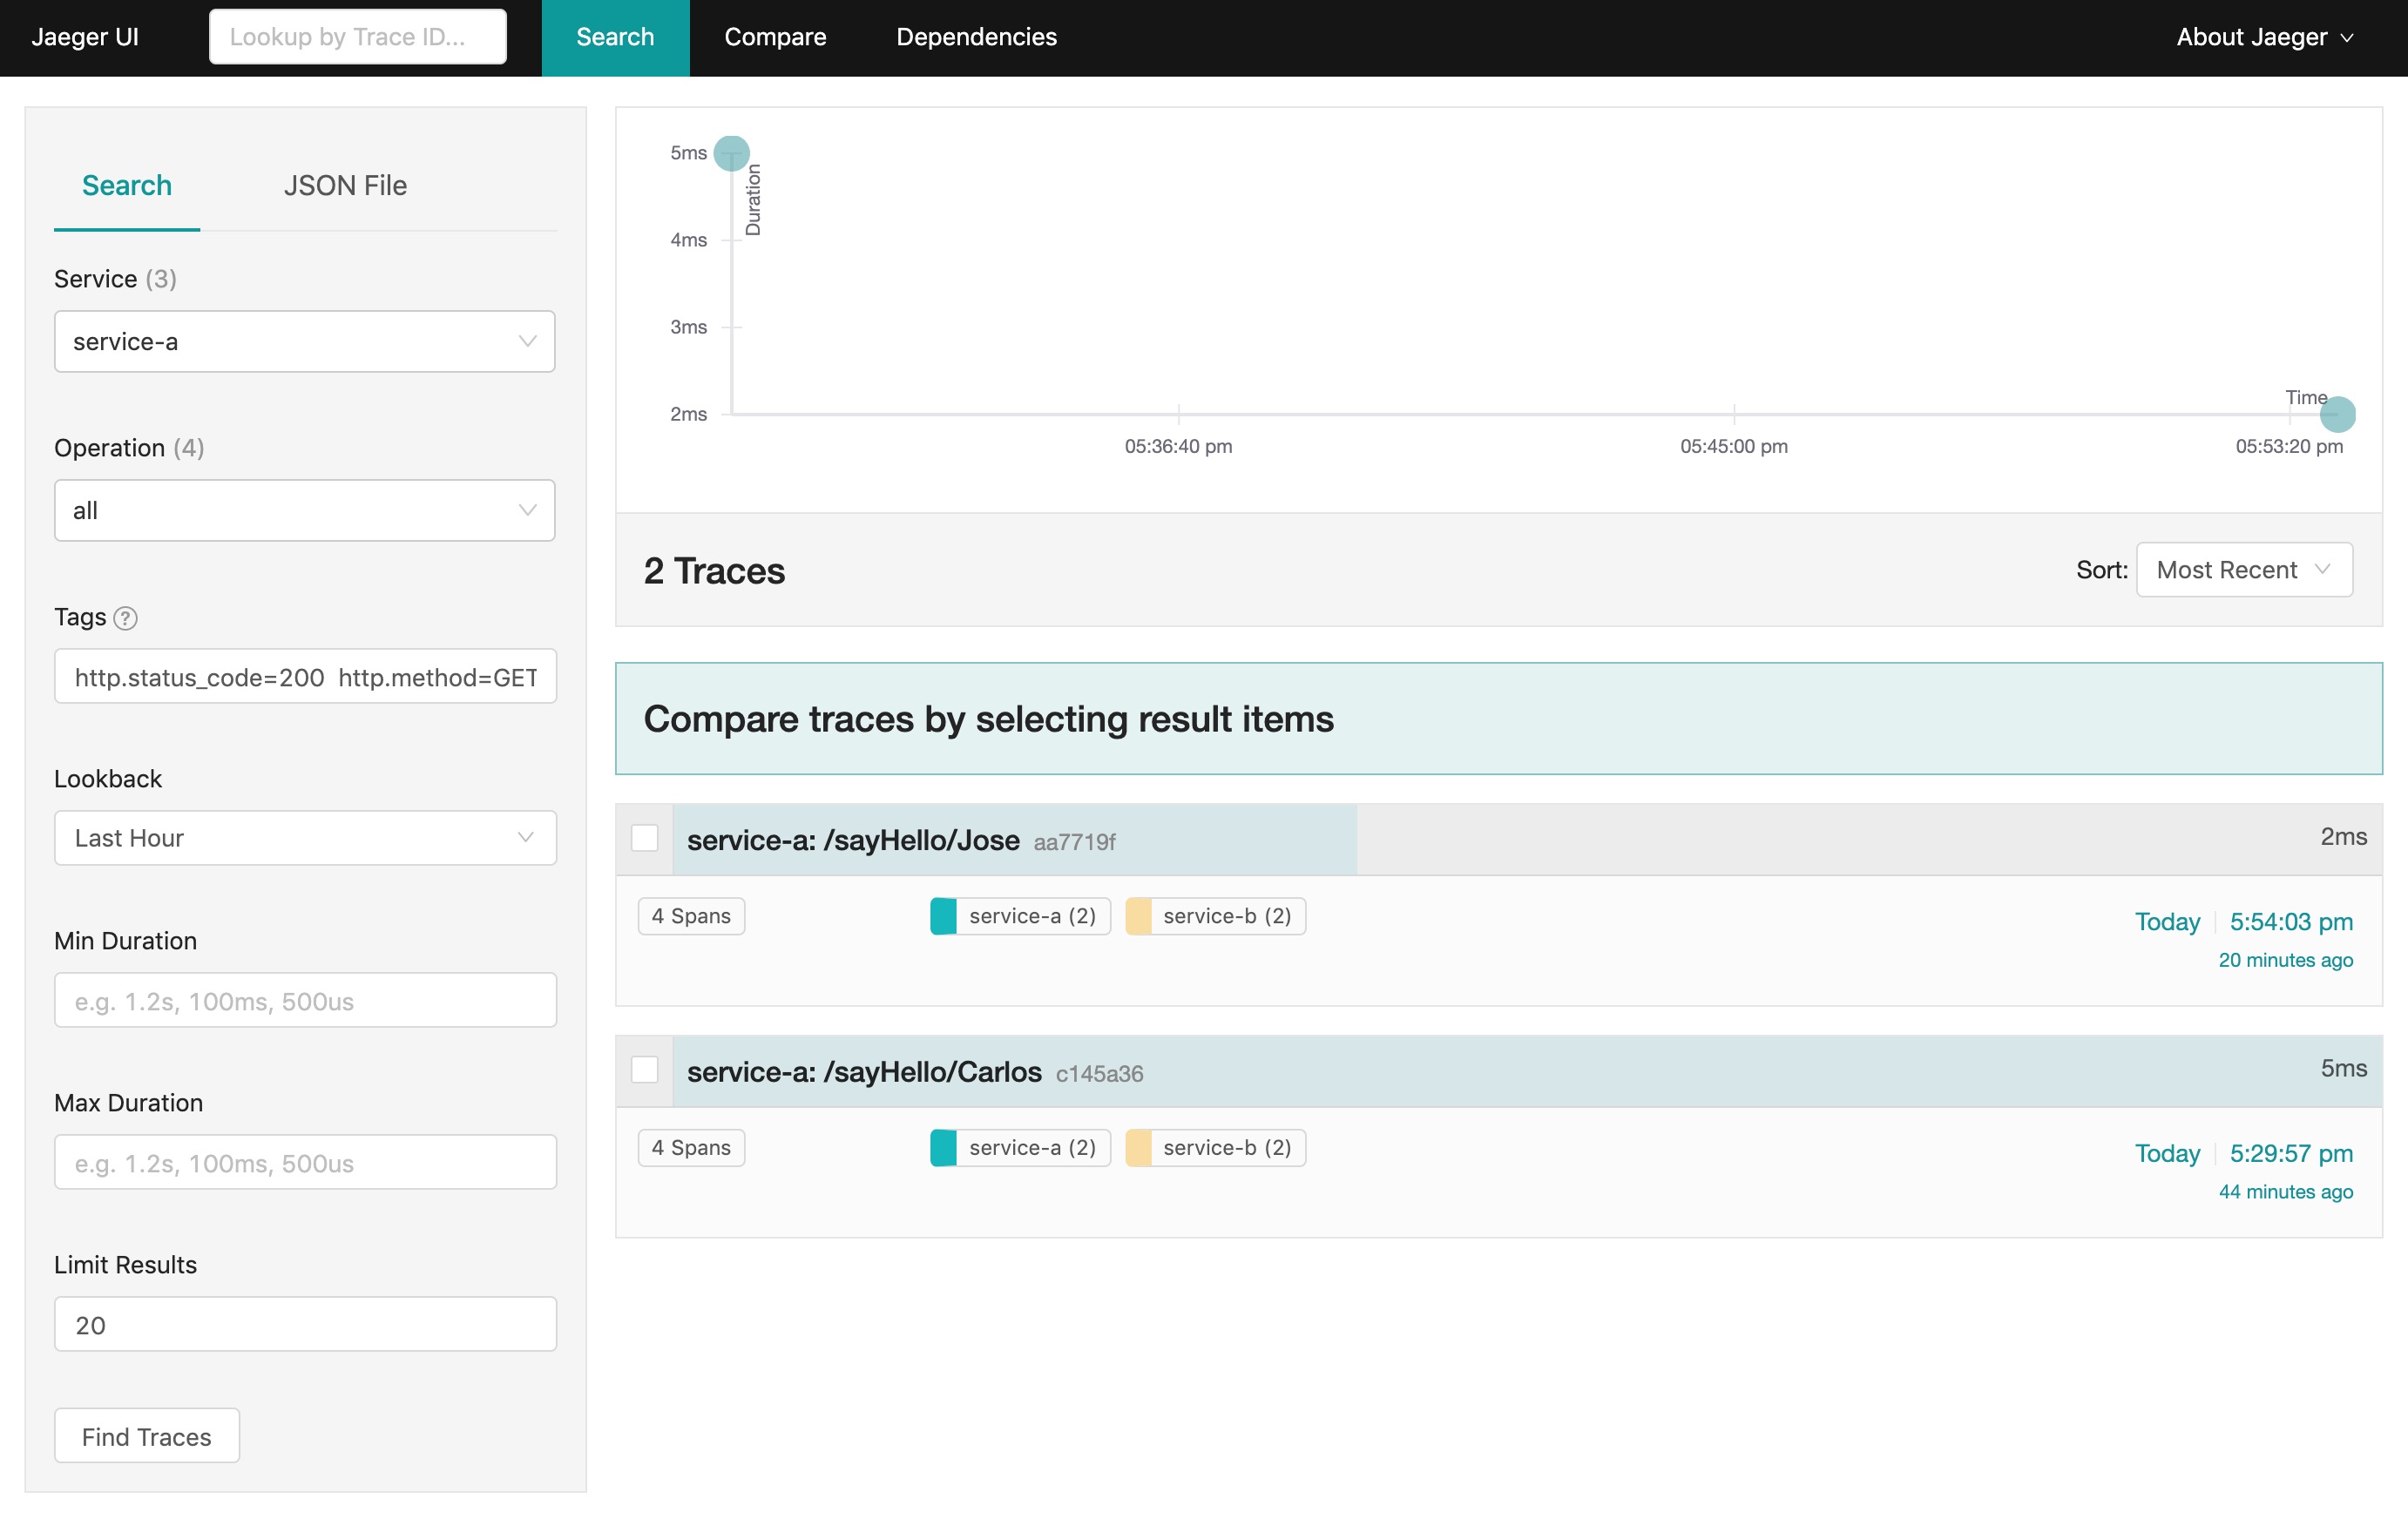 Jaeger UI
Lookup by Trace ID...
Search
Compare
Dependencies
About Jaeger
Search
JSON File
Service (3)
service-a
Operation (4)
all
Tags ?
http.status_code=200 http.method=GET
Lookback
Last Hour
Min Duration
e.g. 1.2s, 100ms, 500us
Max Duration
e.g. 1.2s, 100ms, 500us
Limit Results
20
Find Traces
5ms
Duration
4ms
3ms
2ms
Time
05:36:40 pm
05:45:00 pm
05:53:20 pm
2 Traces
Sort: Most Recent
Compare traces by selecting result items
service-a: /sayHello/Jose aa7719f
2ms
4 Spans
service-a (2)
service-b (2)
Today 5:54:03 pm
20 minutes ago
service-a: /sayHello/Carlos c145a36
5ms
4 Spans
service-a (2)
service-b (2)
Today 5:29:57 pm
44 minutes ago